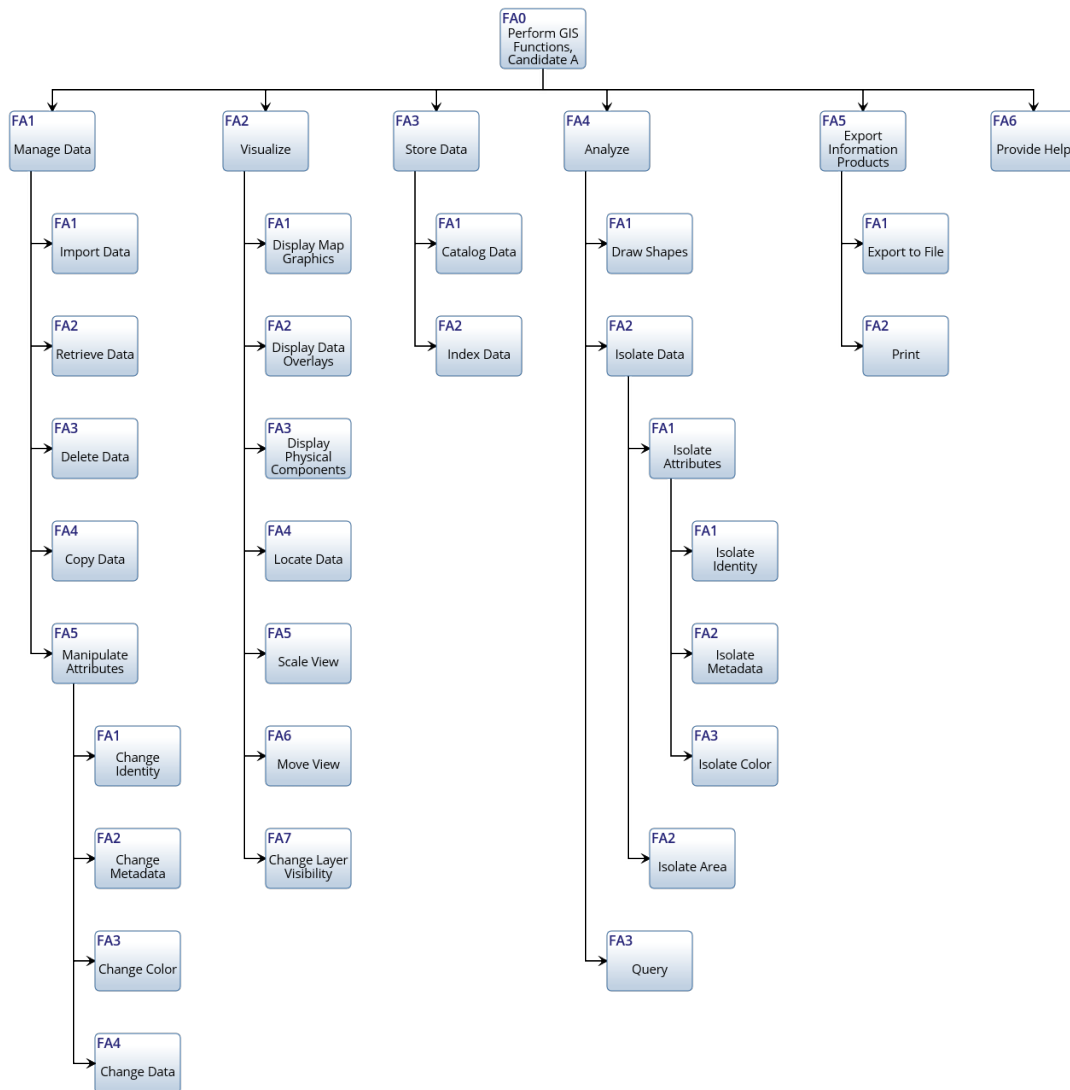 FA0
Perform GIS
Functions,
Candidate A
FA1
Manage Data
FA2
Visualize
FA3
Store Data
FA4
Analyze
FA5
Export
Information
Products
FA6
Provide Help
FA1
Import Data
FA2
Retrieve Data
FA3
Delete Data
FA4
Copy Data
FA5
Manipulate
Attributes
FA1
Change
Identity
FA2
Change
Metadata
FA3
Change Color
FA4
Change Data
FA1
Display Map
Graphics
FA2
Display Data
Overlays
FA3
Display
Physical
Components
FA4
Locate Data
FA5
Scale View
FA6
Move View
FA7
Change Layer
Visibility
FA1
Catalog Data
FA2
Index Data
FA1
Draw Shapes
FA2
Isolate Data
FA1
Isolate
Attributes
FA1
Isolate
Identity
FA2
Isolate
Metadata
FA3
Isolate Color
FA2
Isolate Area
FA3
Query
FA1
Export to File
FA2
Print